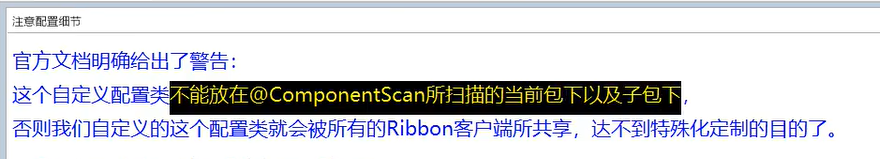 注意配置细节
官方文档明确给出了警告：
这个自定义配置类不能放在@ComponentScan所扫描的当前包下以及子包下，
否则我们自定义的这个配置类就会被所有的Ribbon客户端所共享，达不到特殊化定制的目的了。